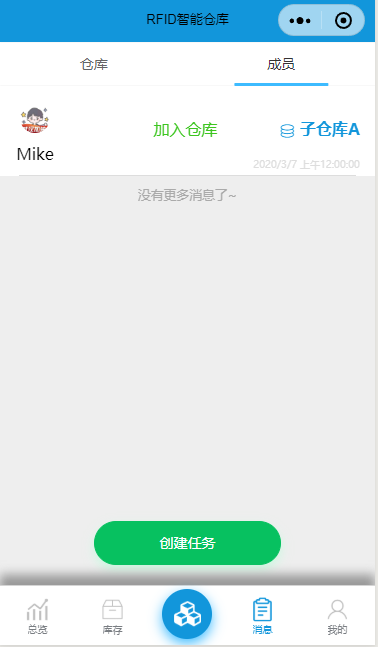 RFID智能仓库
仓库
成员
加入仓库
子仓库A
Mike
2020/3/7 上午12:00:00
没有更多消息了~
创建任务
总览
库存
消息
我的